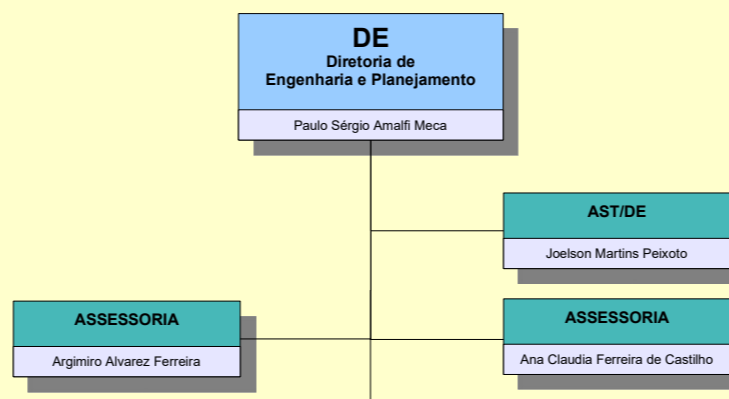 DE
Diretoria de
Engenharia e Planejamento
Paulo Sérgio Amalfi Meca
AST/DE
Joelson Martins Peixoto
ASSESSORIA
Argimiro Alvarez Ferreira
ASSESSORIA
Ana Claudia Ferreira de Castilho